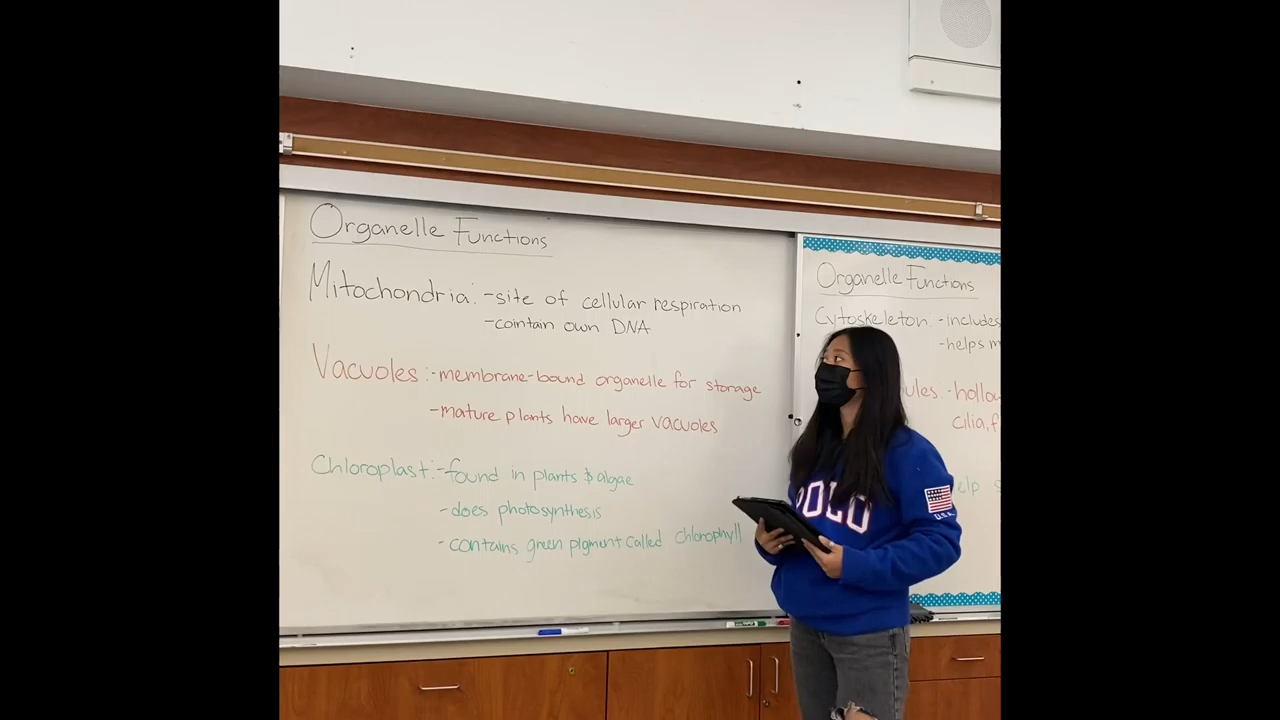 Organelle Functions
Mitochondria: -site of cellular respiration
-cointain own DNA
Vacuoles: -membrane-bound organelle for storage
-mature plants have larger vacuoles
Chloroplast: -found in plants & algae
-does photosynthesis
-contains green pigment called chlorophyll
Organelle Functions
Cytoskeleton: -includes
-helps m
ules: -hollow
cilia, f
elp s
POLO
U.S.A.